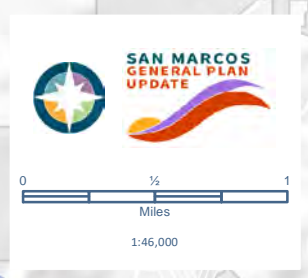 SAN MARCOS
GENERAL PLAN
UPDATE
0 ½ 1
Miles
1:46,000